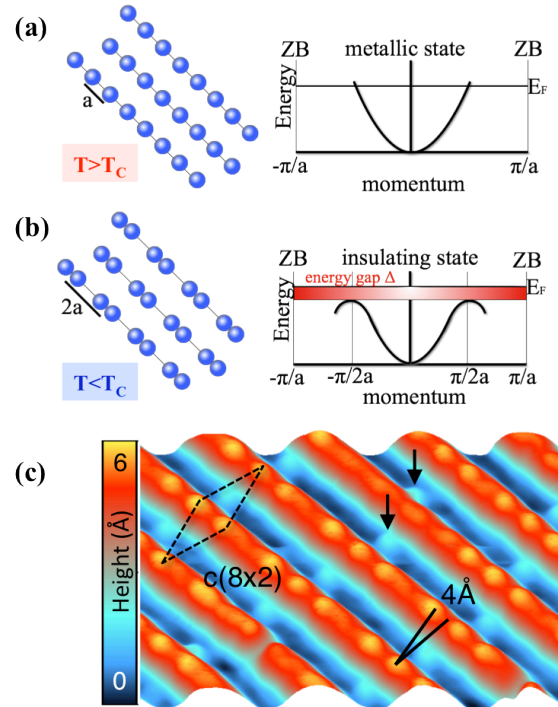 (a)
a
T>T_C
ZB
metallic state
ZB
Energy
E_F
-π/a
momentum
π/a
(b)
2a
T<T_C
ZB
insulating state
ZB
energy gap Δ
Energy
E_F
-π/a
-π/2a
π/2a
π/a
momentum
(c)
6
Height (Å)
0
c(8x2)
4Å